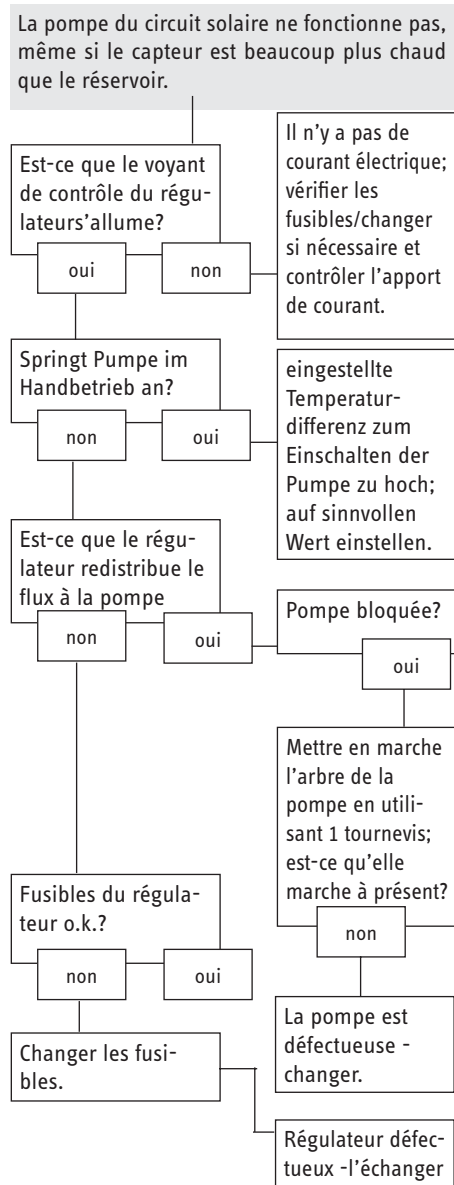 La pompe du circuit solaire ne fonctionne pas,
même si le capteur est beaucoup plus chaud
que le réservoir.
Est-ce que le voyant
de contrôle du régu-
lateurs'allume?
oui
non
Il n'y a pas de
courant électrique;
vérifier les
fusibles/changer
si nécessaire et
contrôler l'apport
de courant.
Springt Pumpe im
Handbetrieb an?
non
oui
eingestellte
Temperatur-
differenz zum
Einschalten der
Pumpe zu hoch;
auf sinnvollen
Wert einstellen.
Est-ce que le régu-
lateur redistribue le
flux à la pompe
non
oui
Pompe bloquée?
oui
Mettre en marche
l'arbre de la
pompe en utili-
sant 1 tournevis;
est-ce qu'elle
marche à présent?
non
Fusibles du régula-
teur o.k.?
non
oui
La pompe est
défectueuse -
changer.
Changer les fusi-
bles.
Régulateur défec-
tueux -l'échanger